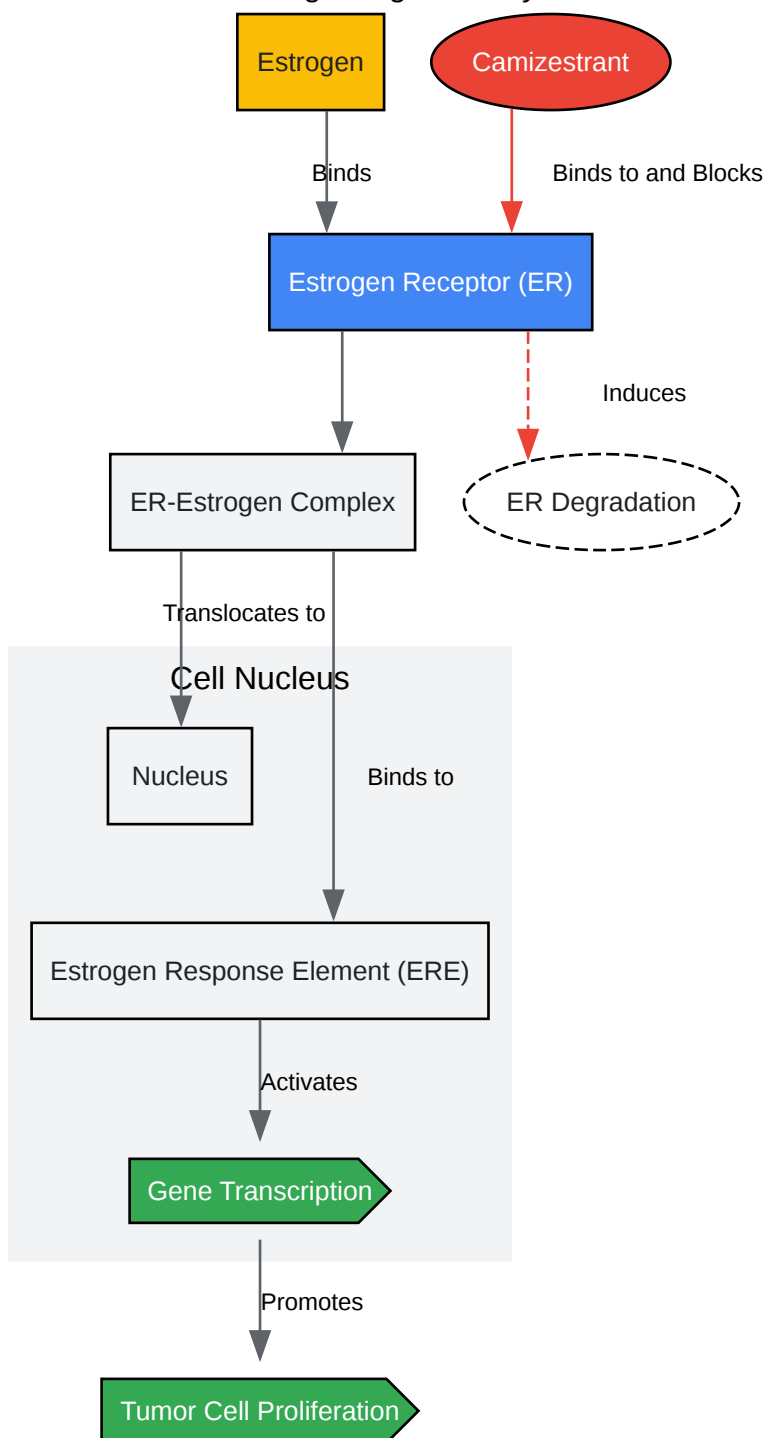 Estrogen
Camizestrant
Binds
Binds to and Blocks
Estrogen Receptor (ER)
Induces
ER-Estrogen Complex
ER Degradation
Translocates to
Cell Nucleus
Nucleus
Binds to
Estrogen Response Element (ERE)
Activates
Gene Transcription
Promotes
Tumor Cell Proliferation